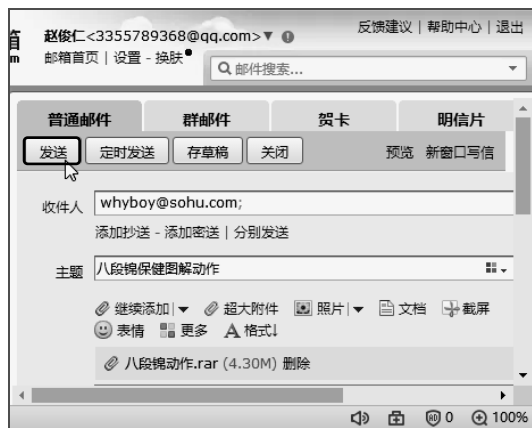 反馈建议 | 帮助中心 | 退出
箱 赵俊仁<3355789368@qq.com>▼
m 邮箱首页 | 设置 - 换肤
邮件搜索...
普通邮件 群邮件 贺卡 明信片
发送 定时发送 存草稿 关闭 预览 新窗口写信
收件人 whyboy@sohu.com;
添加抄送 - 添加密送 | 分别发送
主题 八段锦保健图解动作
继续添加|▼ 超大附件 照片|▼ 文档 截屏
表情 更多 A 格式↓
八段锦动作.rar (4.30M) 删除
0 100%